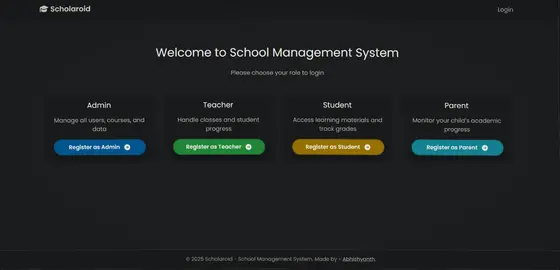 Scholaroid
Login
Welcome to School Management System
Please choose your role to login
Admin
Manage all users, courses, and
data
Register as Admin
Teacher
Handle classes and student
progress
Register as Teacher
Student
Access learning materials and
track grades
Register as Student
Parent
Monitor your child's academic
progress
Register as Parent
© 2025 Scholaroid - School Management System. Made by - Abhishyanth.